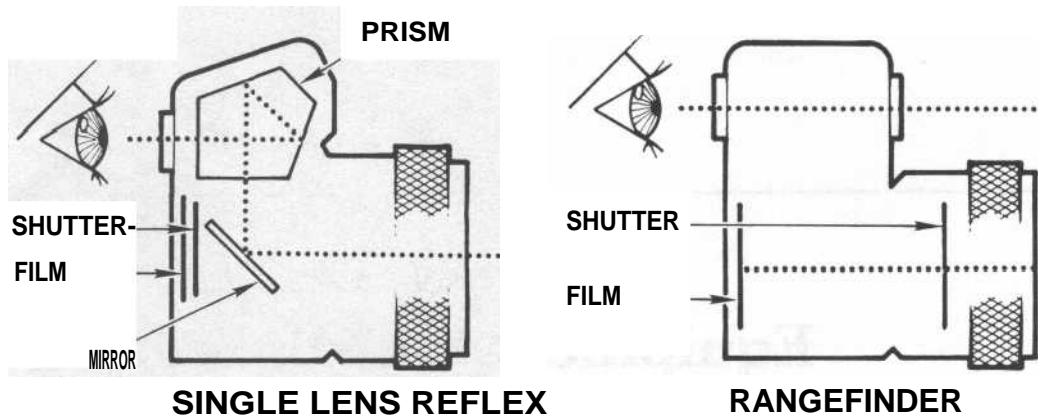 PRISM
SHUTTER-
FILM
MIRROR
SINGLE LENS REFLEX
SHUTTER
FILM
RANGEFINDER